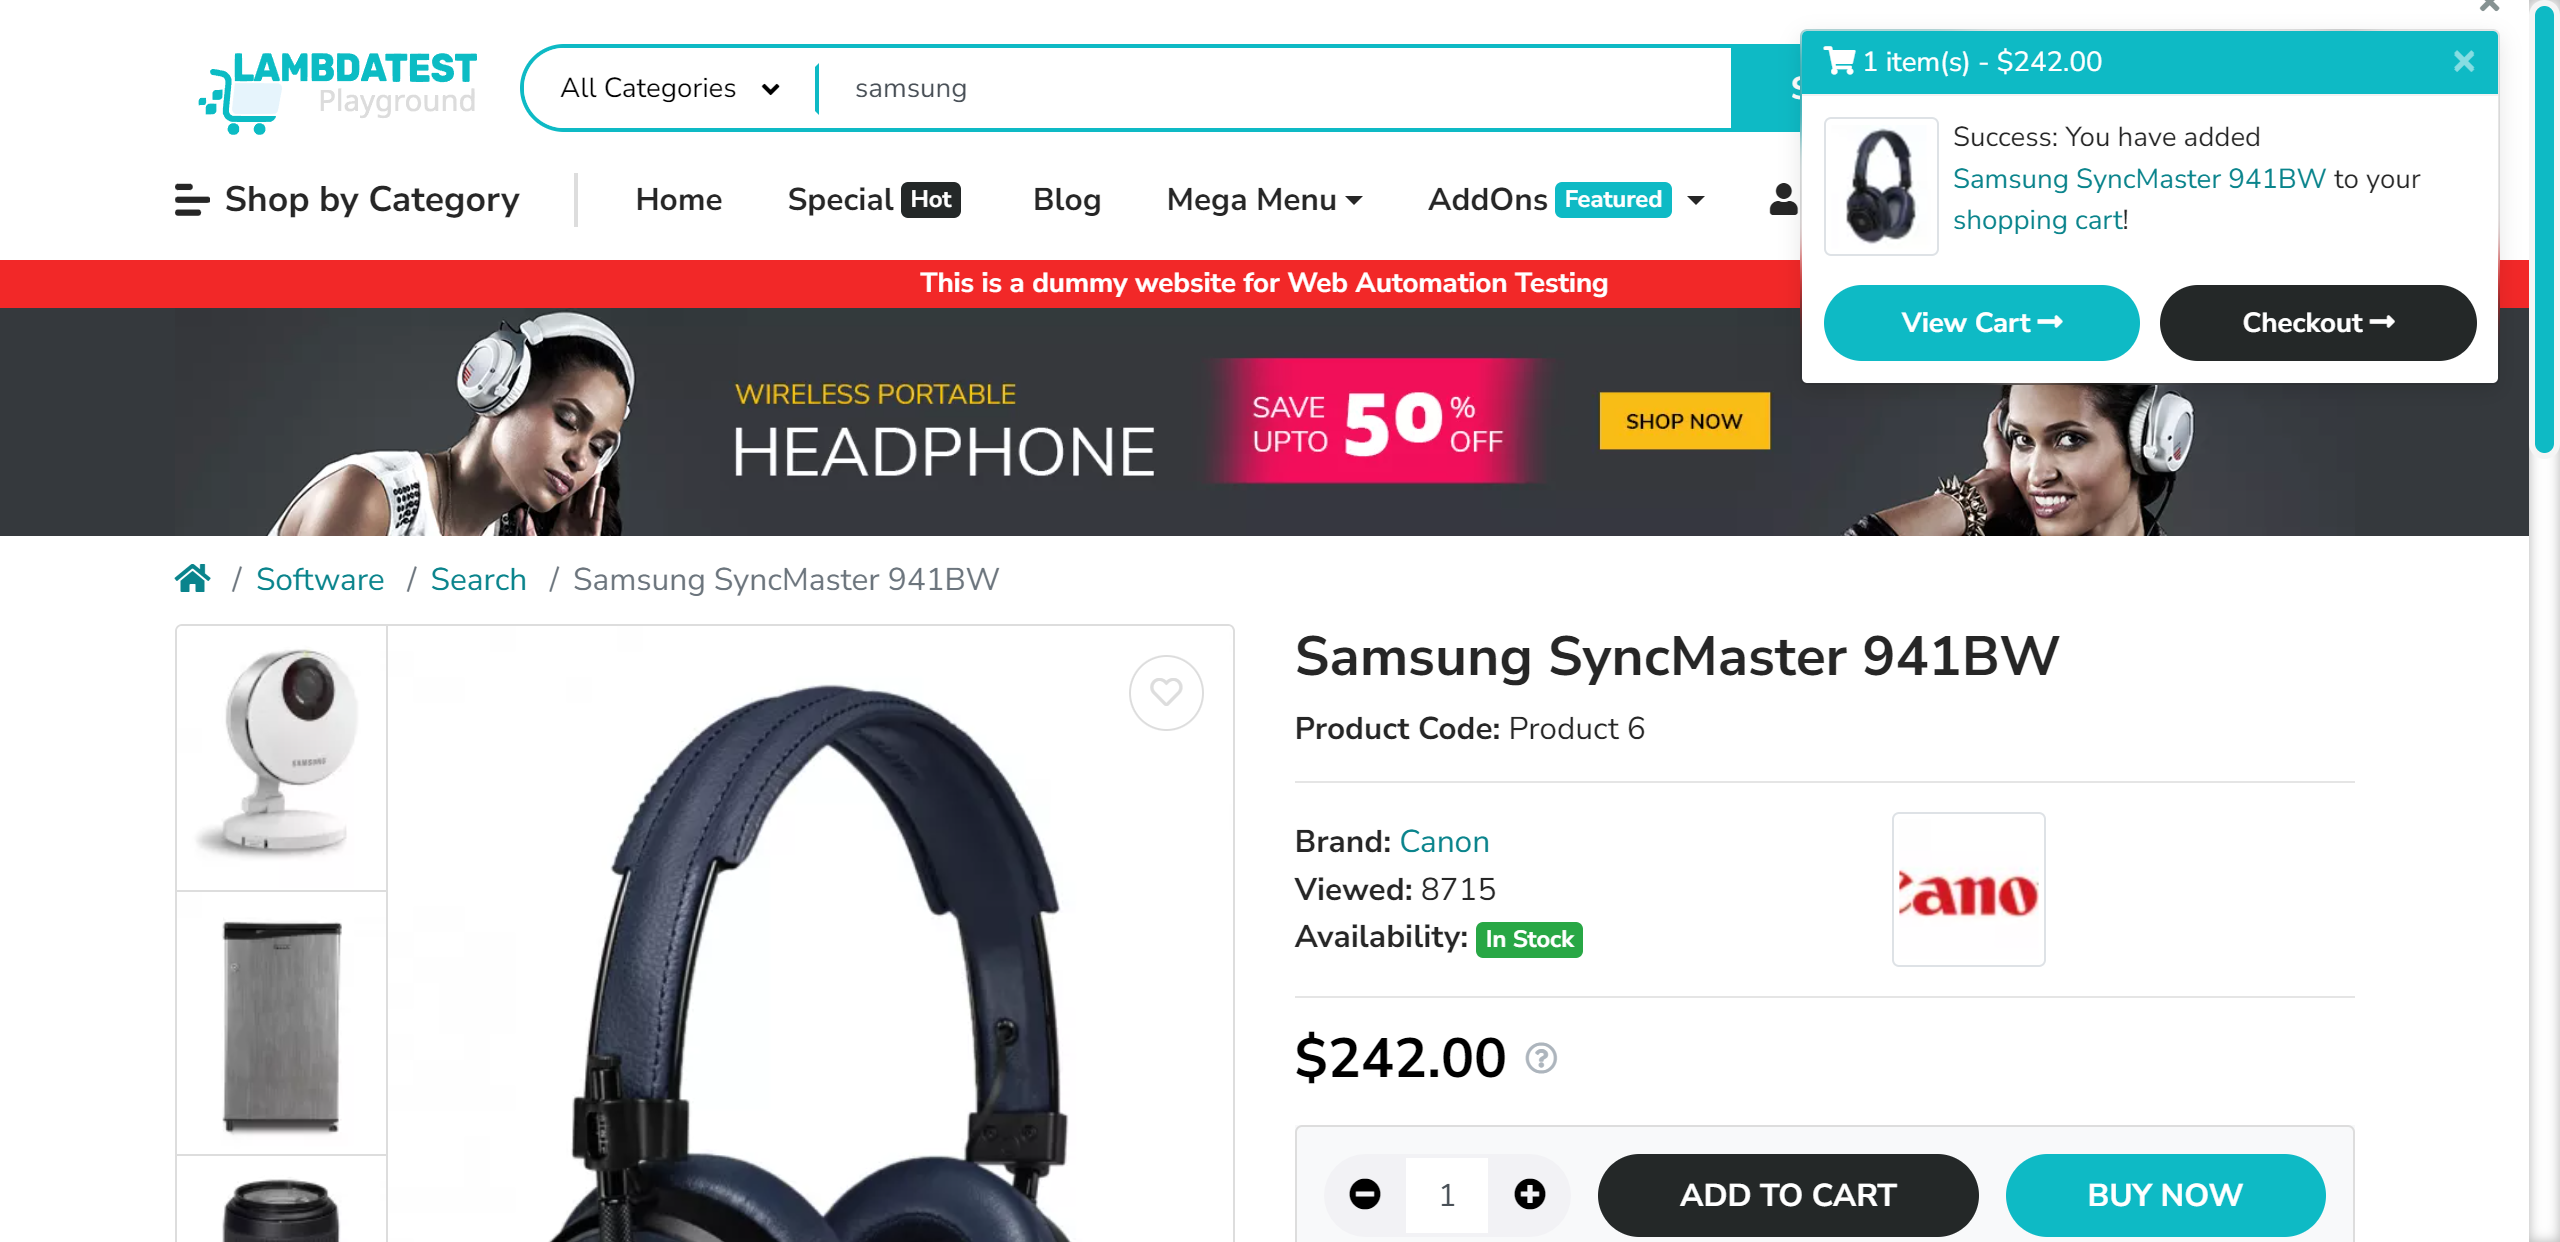 LAMBDATEST
Playground
All Categories
samsung
S
1 item(s) - $242.00
Success: You have added
Samsung SyncMaster 941BW to your
shopping cart!
View Cart
Checkout
Shop by Category
Home
Special Hot
Blog
Mega Menu
AddOns Featured
This is a dummy website for Web Automation Testing
WIRELESS PORTABLE
HEADPHONE
SAVE UPTO 50% OFF
SHOP NOW
/ Software / Search / Samsung SyncMaster 941BW
SAMSUNG
Samsung SyncMaster 941BW
Product Code: Product 6
Brand: Canon
Viewed: 8715
Availability: In Stock
Cano
$242.00
1
ADD TO CART
BUY NOW